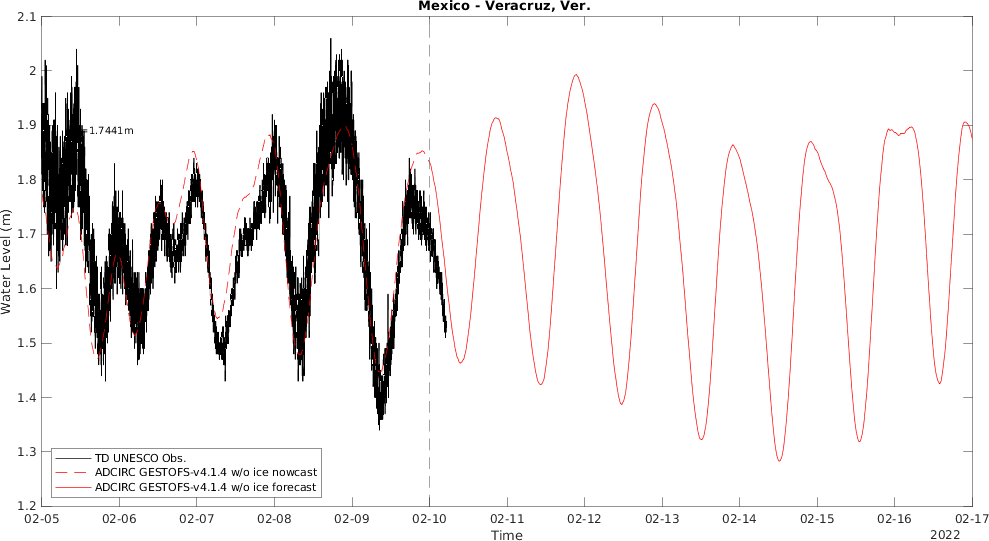 Mexico - Veracruz, Ver.
2.1
2
1.9
1.8
1.7
1.6
1.5
1.4
1.3
1.2
Water Level (m)
=1.7441m
TD UNESCO Obs.
ADCIRC GESTOFS-v4.1.4 w/o ice nowcast
ADCIRC GESTOFS-v4.1.4 w/o ice forecast
02-05 02-06 02-07 02-08 02-09 02-10 02-11 02-12 02-13 02-14 02-15 02-16 02-17
Time
2022